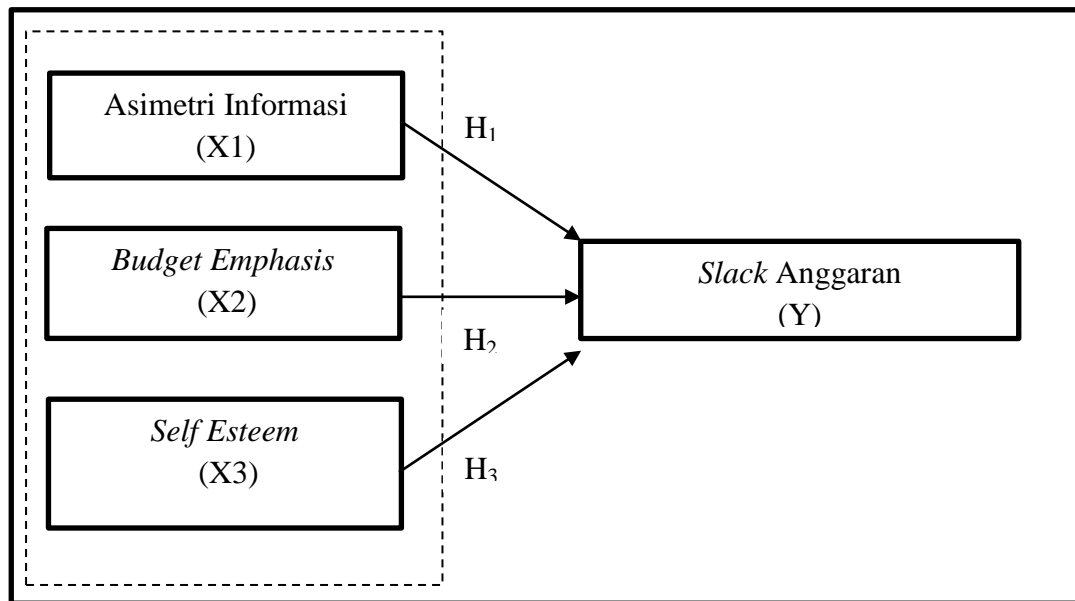 Asimetri Informasi
(X1)
H₁
Budget Emphasis
(X2)
H₂
Slack Anggaran
(Y)
Self Esteem
(X3)
H₃